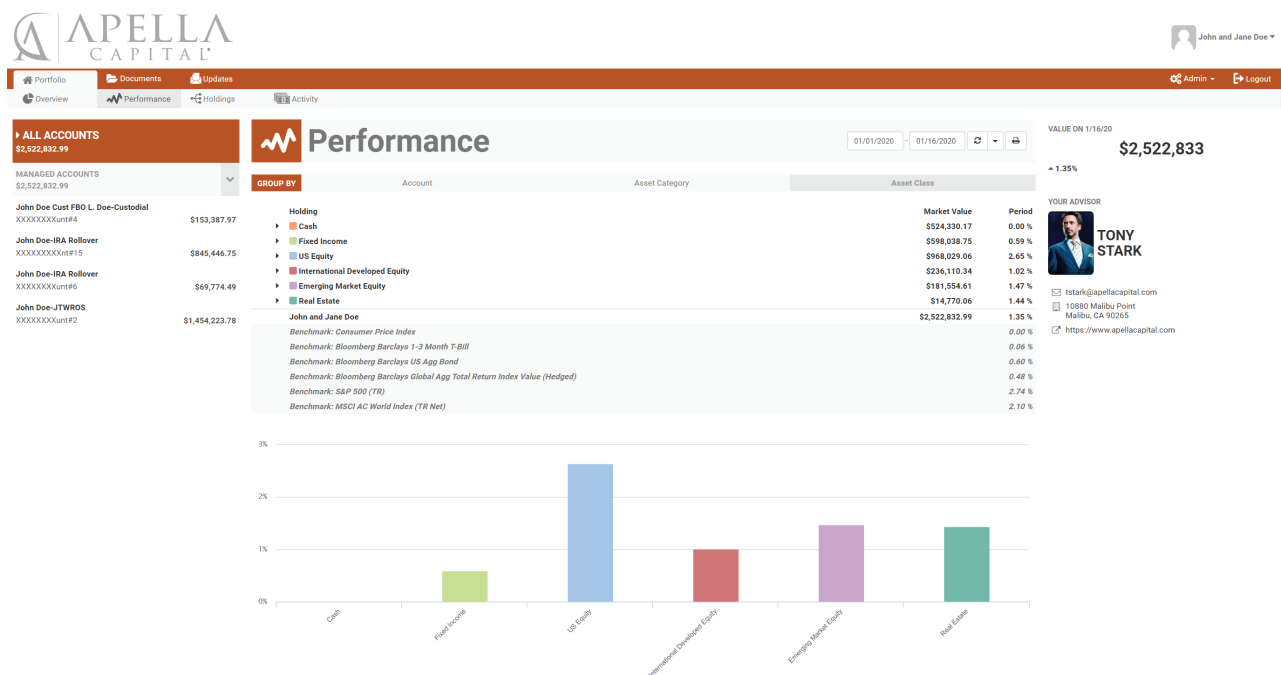 APELLA
CAPITAL
John and Jane Doe
Portfolio
Documents
Updates
Admin
Logout
Overview
Performance
Holdings
Activity
ALL ACCOUNTS
$2,522,832.99
MANAGED ACCOUNTS
$2,522,832.99
John Doe Cust FBO L. Doe-Custodial
XXXXXXXXunt#4 $153,387.97
John Doe-IRA Rollover
XXXXXXXXXnt#15 $845,446.75
John Doe-IRA Rollover
XXXXXXXXunt#6 $69,774.49
John Doe-JTWROS
XXXXXXXXunt#2 $1,454,223.78
Performance
01/01/2020 - 01/16/2020
GROUP BY Account Asset Category Asset Class
Holding Market Value Period
Cash $524,330.17 0.00 %
Fixed Income $598,038.75 0.59 %
US Equity $968,029.06 2.65 %
International Developed Equity $236,110.34 1.02 %
Emerging Market Equity $181,554.61 1.47 %
Real Estate $14,770.06 1.44 %
John and Jane Doe $2,522,832.99 1.35 %
Benchmark: Consumer Price Index 0.00 %
Benchmark: Bloomberg Barclays 1-3 Month T-Bill 0.06 %
Benchmark: Bloomberg Barclays US Agg Bond 0.60 %
Benchmark: Bloomberg Barclays Global Agg Total Return Index Value (Hedged) 0.48 %
Benchmark: S&P 500 (TR) 2.74 %
Benchmark: MSCI AC World Index (TR Net) 2.10 %
3%
2%
1%
0%
Cash
Fixed Income
US Equity
International Developed Equity
Emerging Market Equity
Real Estate
VALUE ON 1/16/20
$2,522,833
1.35%
YOUR ADVISOR
TONY
STARK
tstark@apellacapital.com
10880 Malibu Point
Malibu, CA 90265
https://www.apellacapital.com